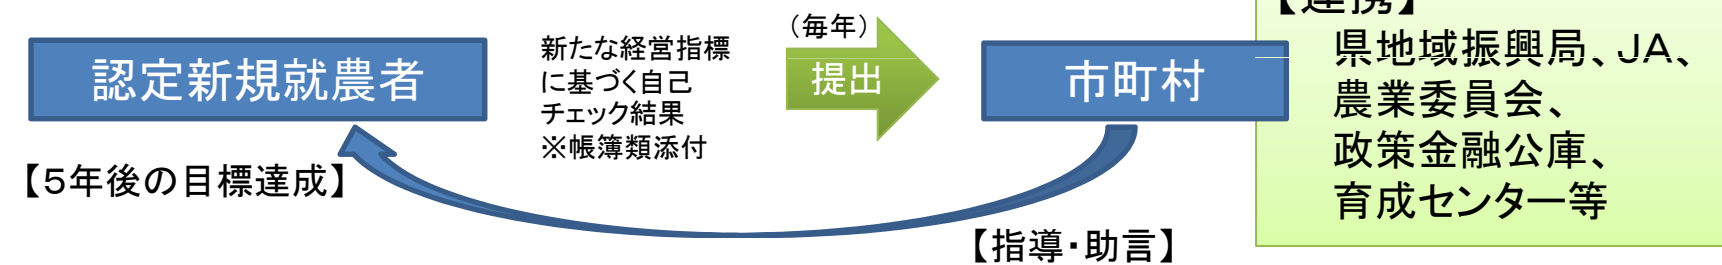 認定新規就農者
【5年後の目標達成】
新たな経営指標
に基づく自己
チェック結果
※帳簿類添付
（毎年）
提出
市町村
【指導・助言】
【連携】
県地域振興局、JA、
農業委員会、
政策金融公庫、
育成センター等